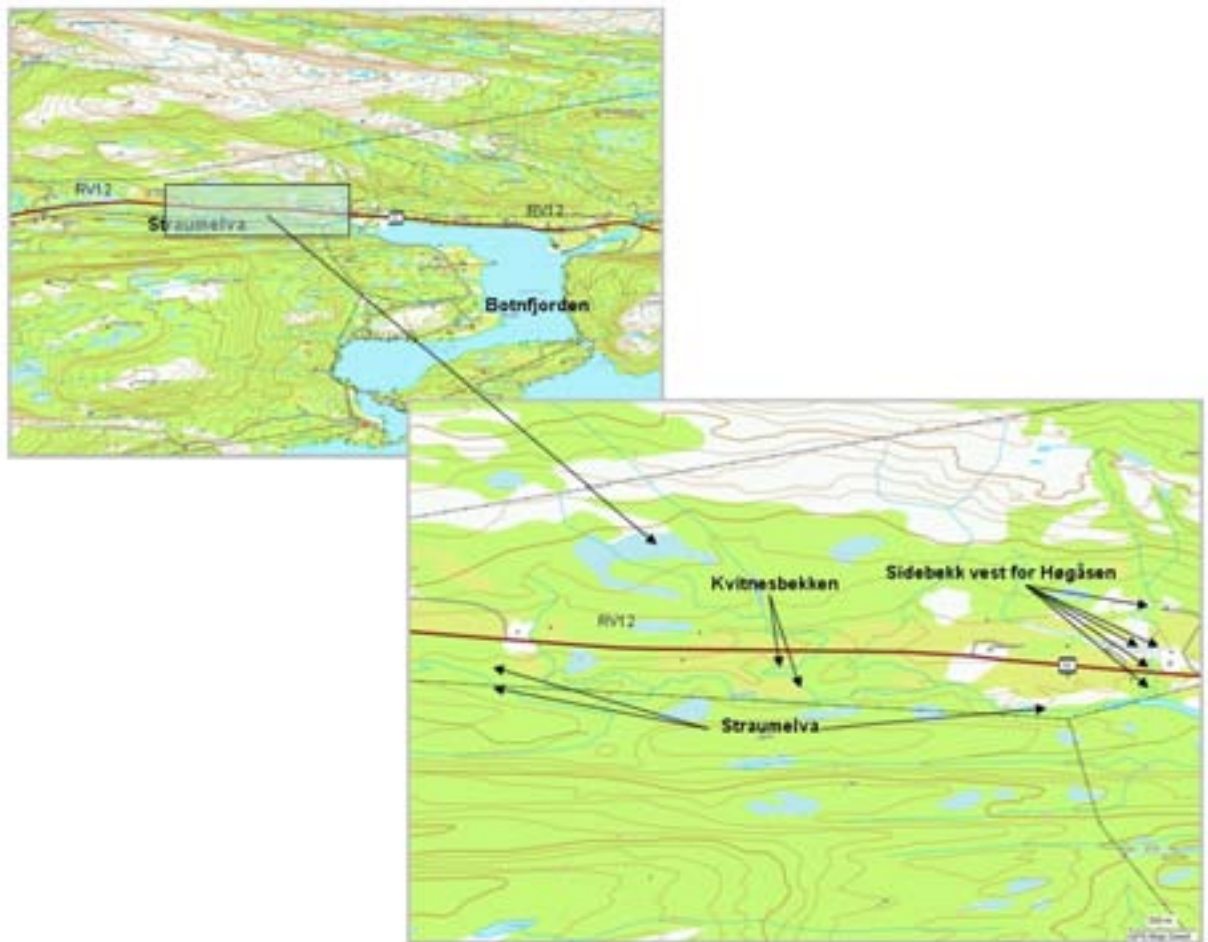 RV12
RV12
Straumelva
Botnfjorden
Kvitnesbekken
Sidebekk vest for Høgåsen
RV12
Straumelva